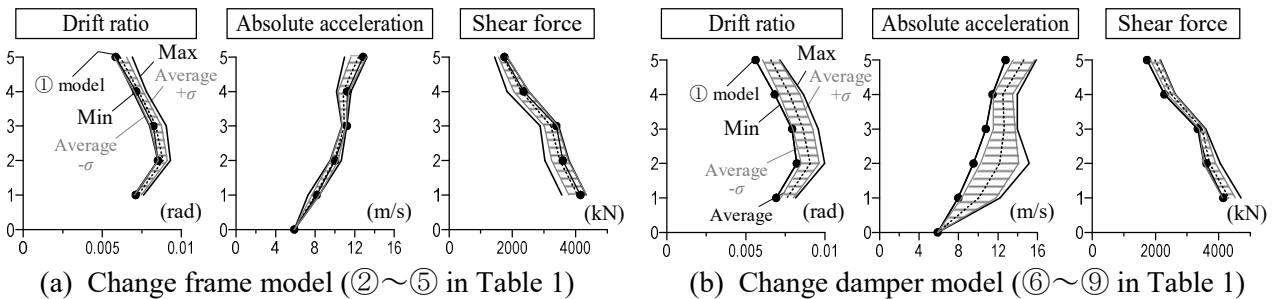 Drift ratio
Absolute acceleration
Shear force
5
4
3
2
1
0
① model
Max
Average
+σ
Min
Average
-σ
(rad)
0 0.005 0.01
5
4
3
2
1
0
(m/s)
4 8 12 16
5
4
3
2
1
(kN)
0 2000 4000
(a) Change frame model (②～⑤ in Table 1)
Drift ratio
Absolute acceleration
Shear force
5
4
3
2
1
0
① model
Max
Average
+σ
Min
Average
-σ
Average
(rad)
0 0.005 0.01
5
4
3
2
1
0
(m/s)
4 8 12 16
5
4
3
2
1
(kN)
0 2000 4000
(b) Change damper model (⑥～⑨ in Table 1)